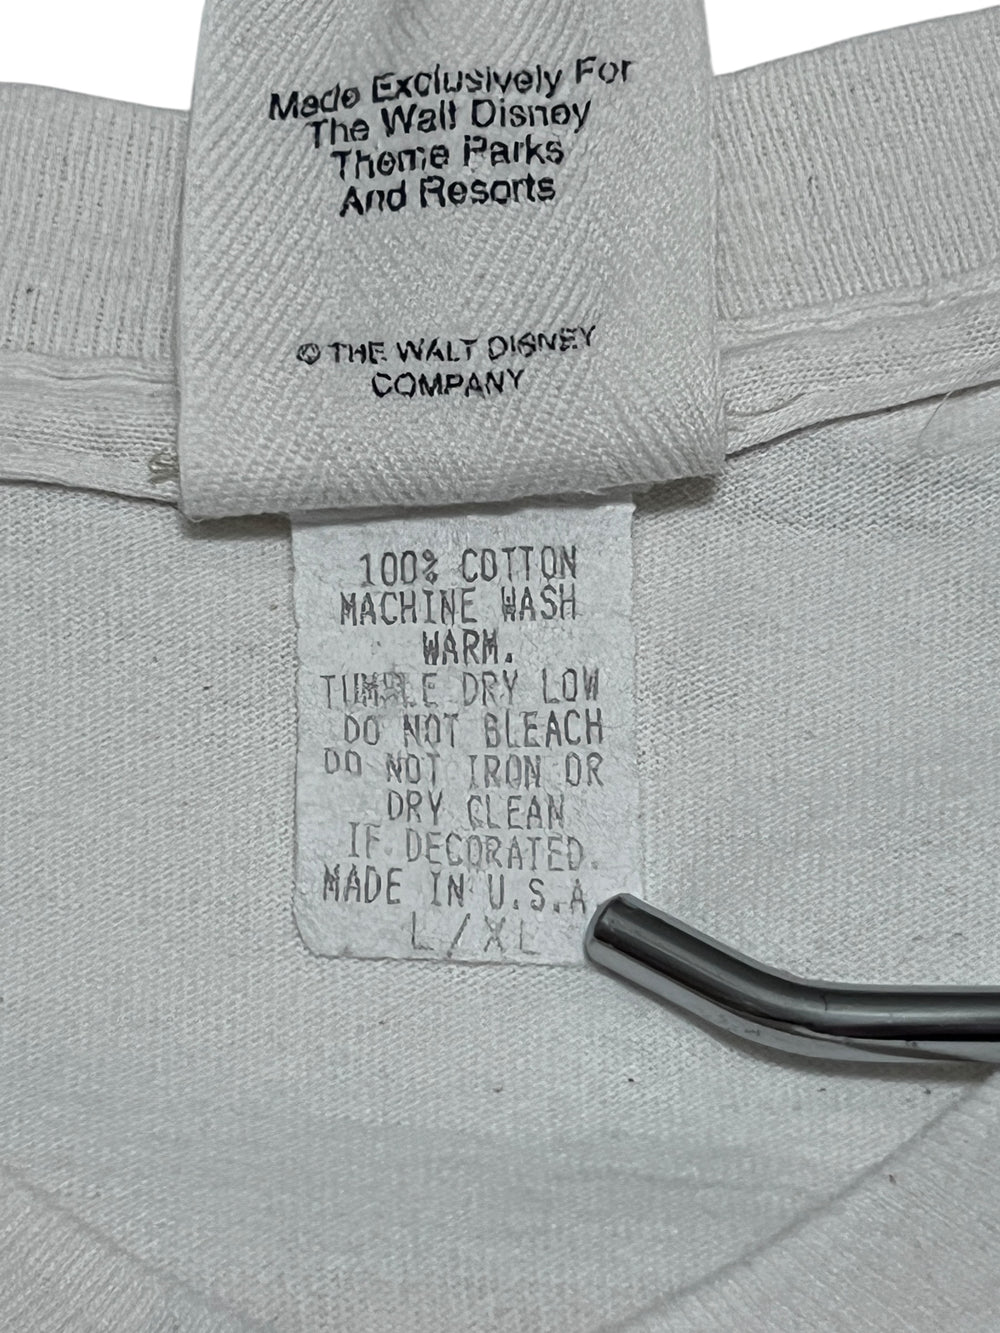 Made Exclusively For
The Walt Disney
Theme Parks
And Resorts
© THE WALT DISNEY
COMPANY
100% COTTON
MACHINE WASH
WARM.
TUMBLE DRY LOW
DO NOT BLEACH
DO NOT IRON OR
DRY CLEAN
IF DECORATED.
MADE IN U.S.A
L/XL